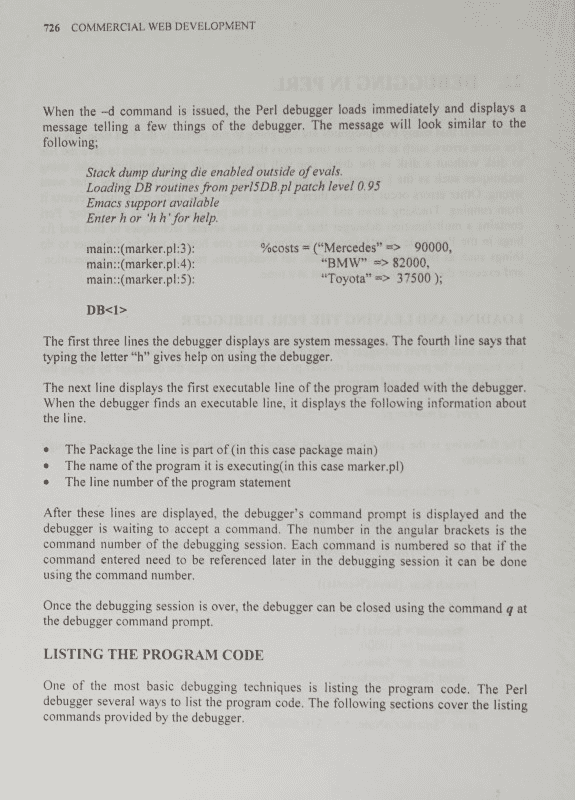 726 COMMERCIAL WEB DEVELOPMENT
When the –d command is issued, the Perl debugger loads immediately and displays a
message telling a few things of the debugger. The message will look similar to the
following;
Stack dump during die enabled outside of evals.
Loading DB routines from perl5DB.pl patch level 0.95
Emacs support available
Enter h or 'h h' for help.
main::(marker.pl:3): %costs = ("Mercedes" => 90000,
main::(marker.pl:4): "BMW" => 82000,
main::(marker.pl:5): "Toyota" => 37500 );
DB<1>
The first three lines the debugger displays are system messages. The fourth line says that
typing the letter "h" gives help on using the debugger.
The next line displays the first executable line of the program loaded with the debugger.
When the debugger finds an executable line, it displays the following information about
the line.
• The Package the line is part of (in this case package main)
• The name of the program it is executing(in this case marker.pl)
• The line number of the program statement
After these lines are displayed, the debugger's command prompt is displayed and the
debugger is waiting to accept a command. The number in the angular brackets is the
command number of the debugging session. Each command is numbered so that if the
command entered need to be referenced later in the debugging session it can be done
using the command number.
Once the debugging session is over, the debugger can be closed using the command q at
the debugger command prompt.
LISTING THE PROGRAM CODE
One of the most basic debugging techniques is listing the program code. The Perl
debugger several ways to list the program code. The following sections cover the listing
commands provided by the debugger.